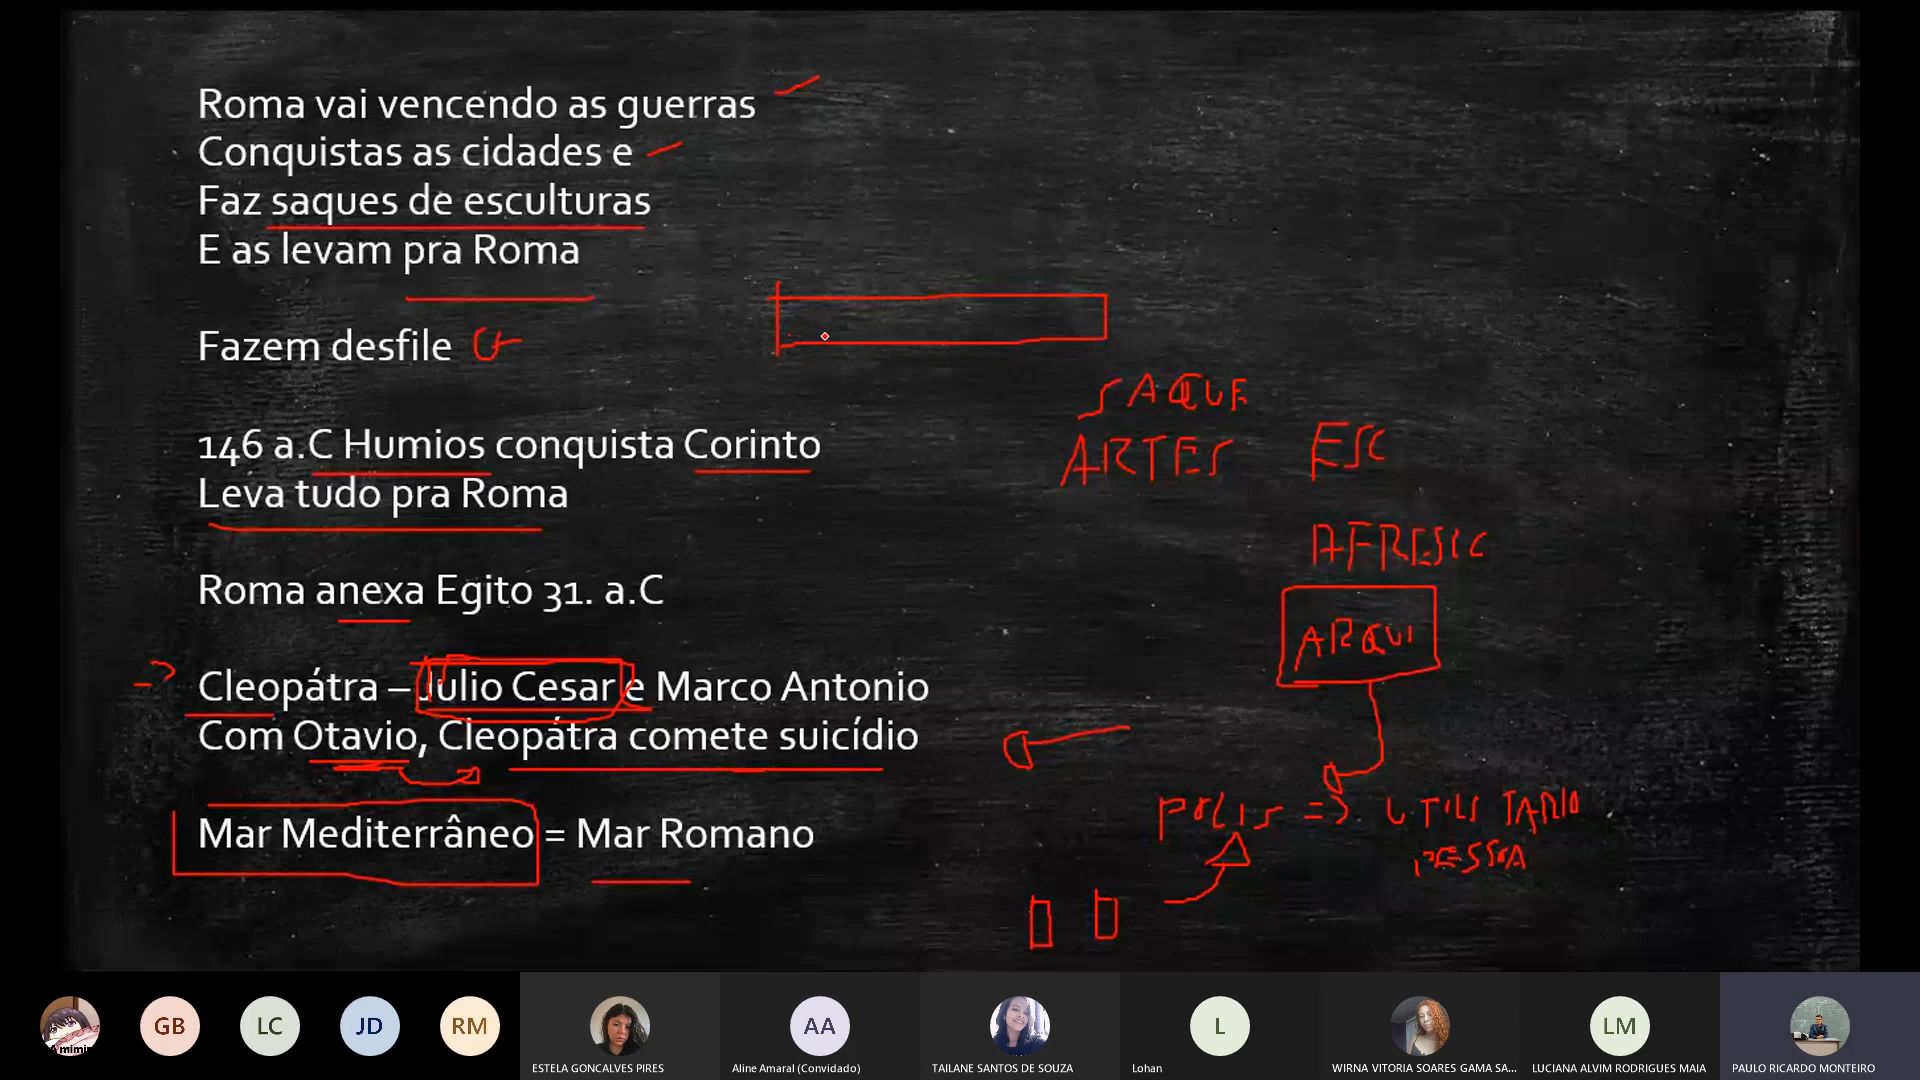 Roma vai vencendo as guerras
Conquistas as cidades e
Faz saques de esculturas
E as levam pra Roma
Fazem desfile
146 a.C Humios conquista Corinto
Leva tudo pra Roma
Roma anexa Egito 31. a.C
Cleopátra – Julio Cesar e Marco Antonio
Com Otavio, Cleopátra comete suicídio
Mar Mediterrâneo = Mar Romano
SAQUE
ARTES ESC
AFRESC
ARQUI
POLIS => UTILITARIO
PESSOA
A mimir
GB
LC
JD
RM
ESTELA GONCALVES PIRES
AA
Aline Amaral (Convidado)
TAILANE SANTOS DE SOUZA
L
Lohan
WIRNA VITORIA SOARES GAMA SA...
LM
LUCIANA ALVIM RODRIGUES MAIA
PAULO RICARDO MONTEIRO